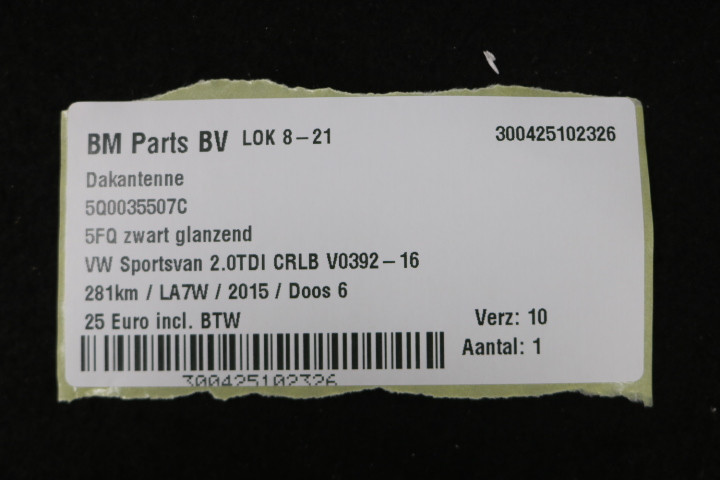 BM Parts BV LOK 8-21 300425102326
Dakantenne
5Q0035507C
5FQ zwart glanzend
VW Sportsvan 2.0TDI CRLB V0392-16
281km / LA7W / 2015 / Doos 6
25 Euro incl. BTW Verz: 10
Aantal: 1
300425102326